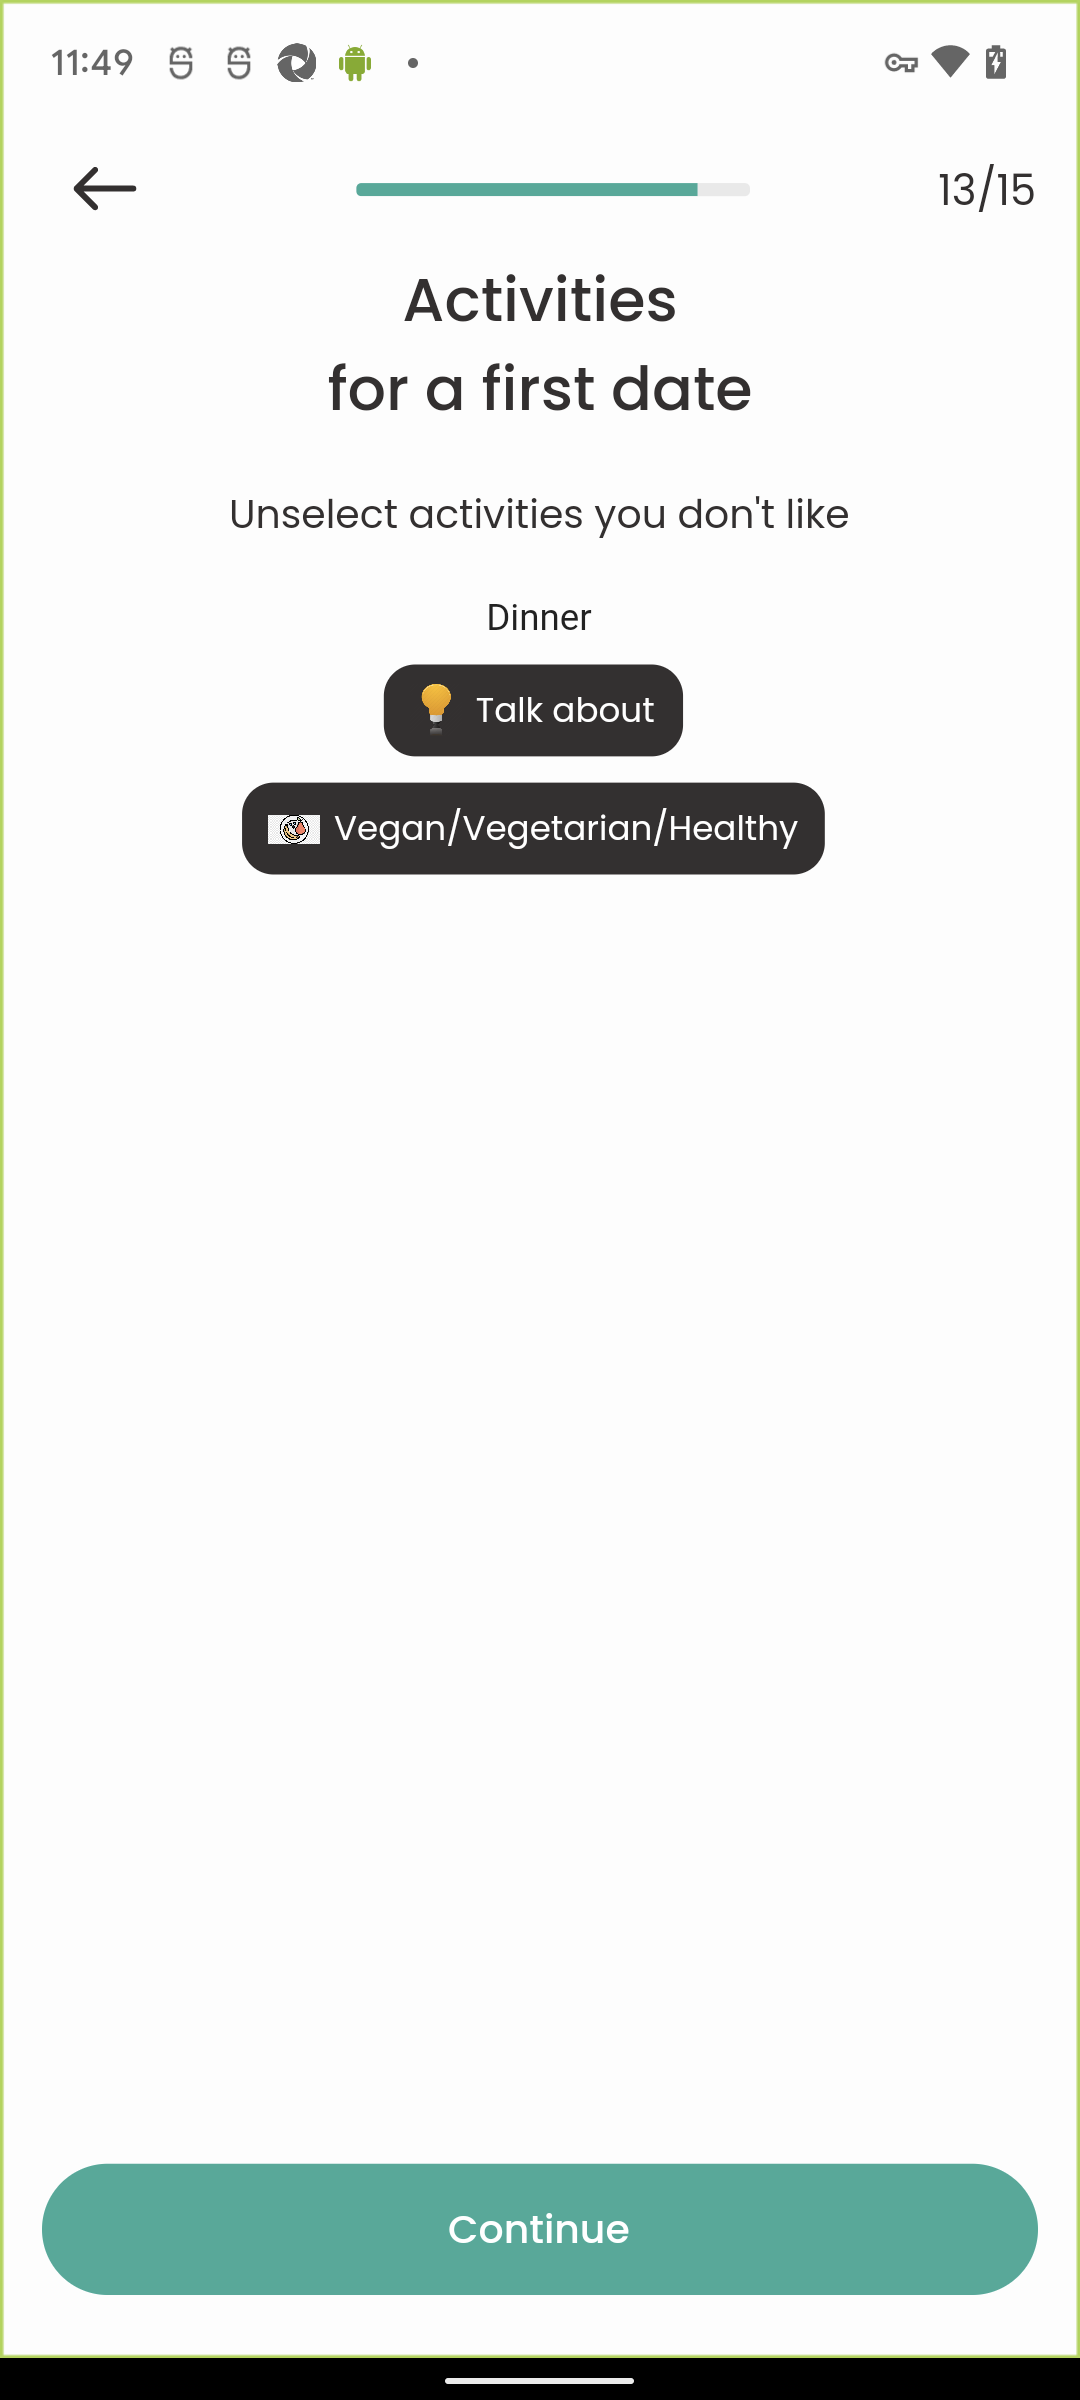 11:49
13/15
Activities
for a first date
Unselect activities you don't like
Dinner
Talk about
Vegan/Vegetarian/Healthy
Continue